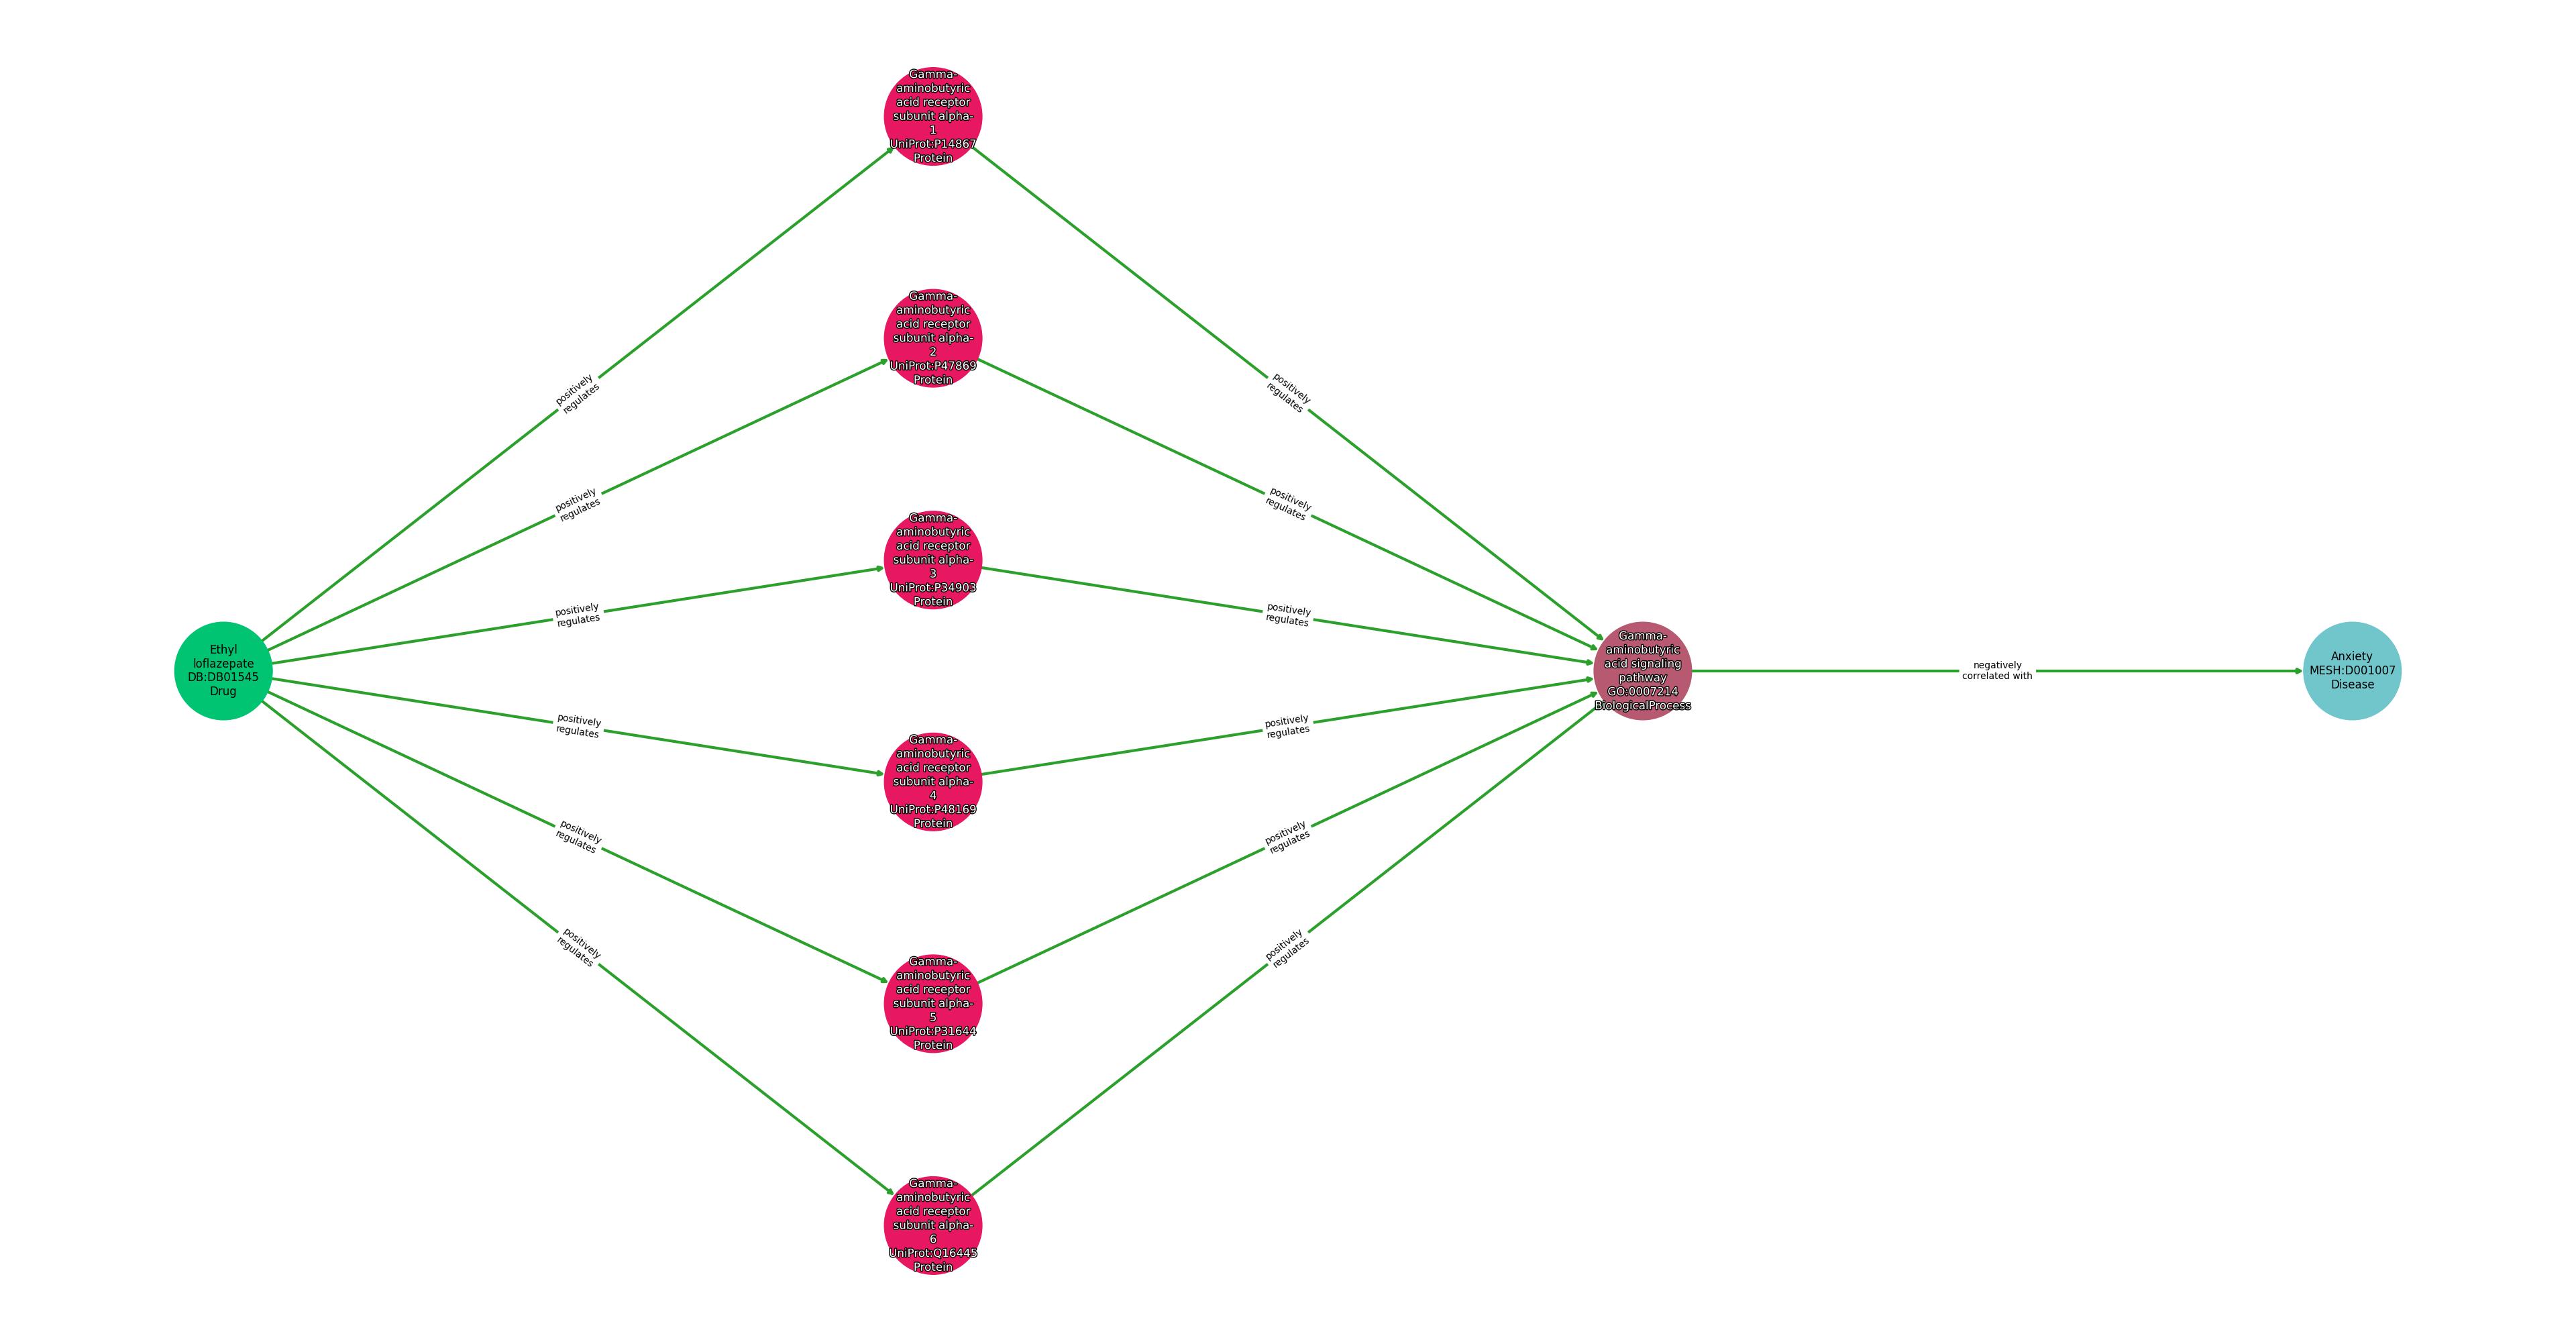 Gamma-
aminobutyric
acid receptor
subunit alpha-
1
UniProt:P14867
Protein
Gamma-
aminobutyric
acid receptor
subunit alpha-
2
UniProt:P47869
Protein
positively
regulates
positively
regulates
positively
regulates
positively
regulates
Gamma-
aminobutyric
acid receptor
subunit alpha-
3
UniProt:P34903
Protein
positively
regulates
positively
regulates
Ethyl
loflazepate
DB:DB01545
Drug
Gamma-
aminobutyric
acid signaling
pathway
GO:0007214
BiologicalProcess
negatively
correlated with
Anxiety
MESH:D001007
Disease
positively
regulates
positively
regulates
Gamma-
aminobutyric
acid receptor
subunit alpha-
4
UniProt:P48169
Protein
positively
regulates
positively
regulates
positively
regulates
positively
regulates
Gamma-
aminobutyric
acid receptor
subunit alpha-
5
UniProt:P31644
Protein
Gamma-
aminobutyric
acid receptor
subunit alpha-
6
UniProt:Q16445
Protein